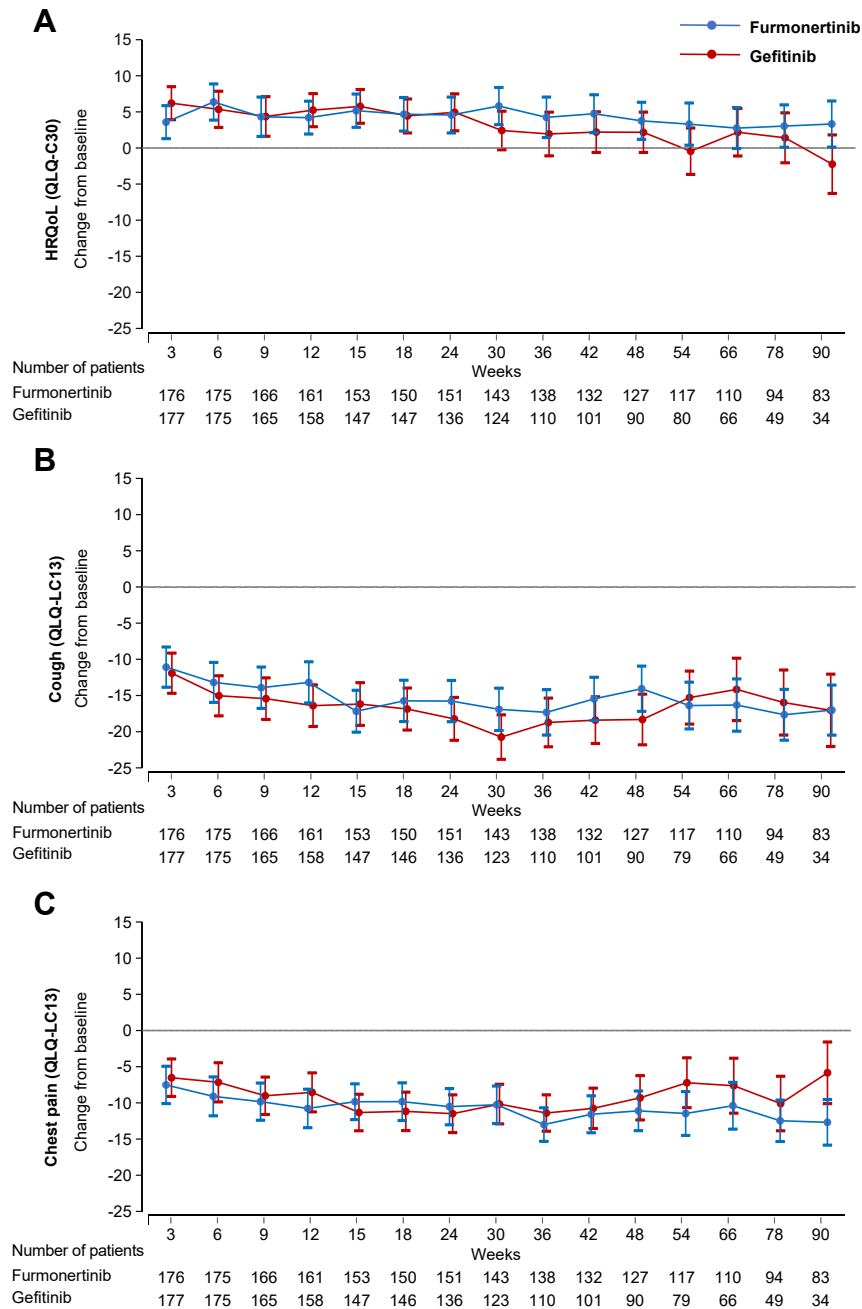 A
Furmonertinib
Gefitinib
HRQoL (QLQ-C30)
Change from baseline
15
10
5
0
-5
-10
-15
-20
-25
3 6 9 12 15 18 24 30 36 42 48 54 66 78 90
Number of patients
Weeks
Furmonertinib 176 175 166 161 153 150 151 143 138 132 127 117 110 94 83
Gefitinib 177 175 165 158 147 147 136 124 110 101 90 80 66 49 34
B
Cough (QLQ-LC13)
Change from baseline
15
10
5
0
-5
-10
-15
-20
-25
3 6 9 12 15 18 24 30 36 42 48 54 66 78 90
Number of patients
Weeks
Furmonertinib 176 175 166 161 153 150 151 143 138 132 127 117 110 94 83
Gefitinib 177 175 165 158 147 146 136 123 110 101 90 79 66 49 34
C
Chest pain (QLQ-LC13)
Change from baseline
15
10
5
0
-5
-10
-15
-20
-25
3 6 9 12 15 18 24 30 36 42 48 54 66 78 90
Number of patients
Weeks
Furmonertinib 176 175 166 161 153 150 151 143 138 132 127 117 110 94 83
Gefitinib 177 175 165 158 147 146 136 123 110 101 90 79 66 49 34